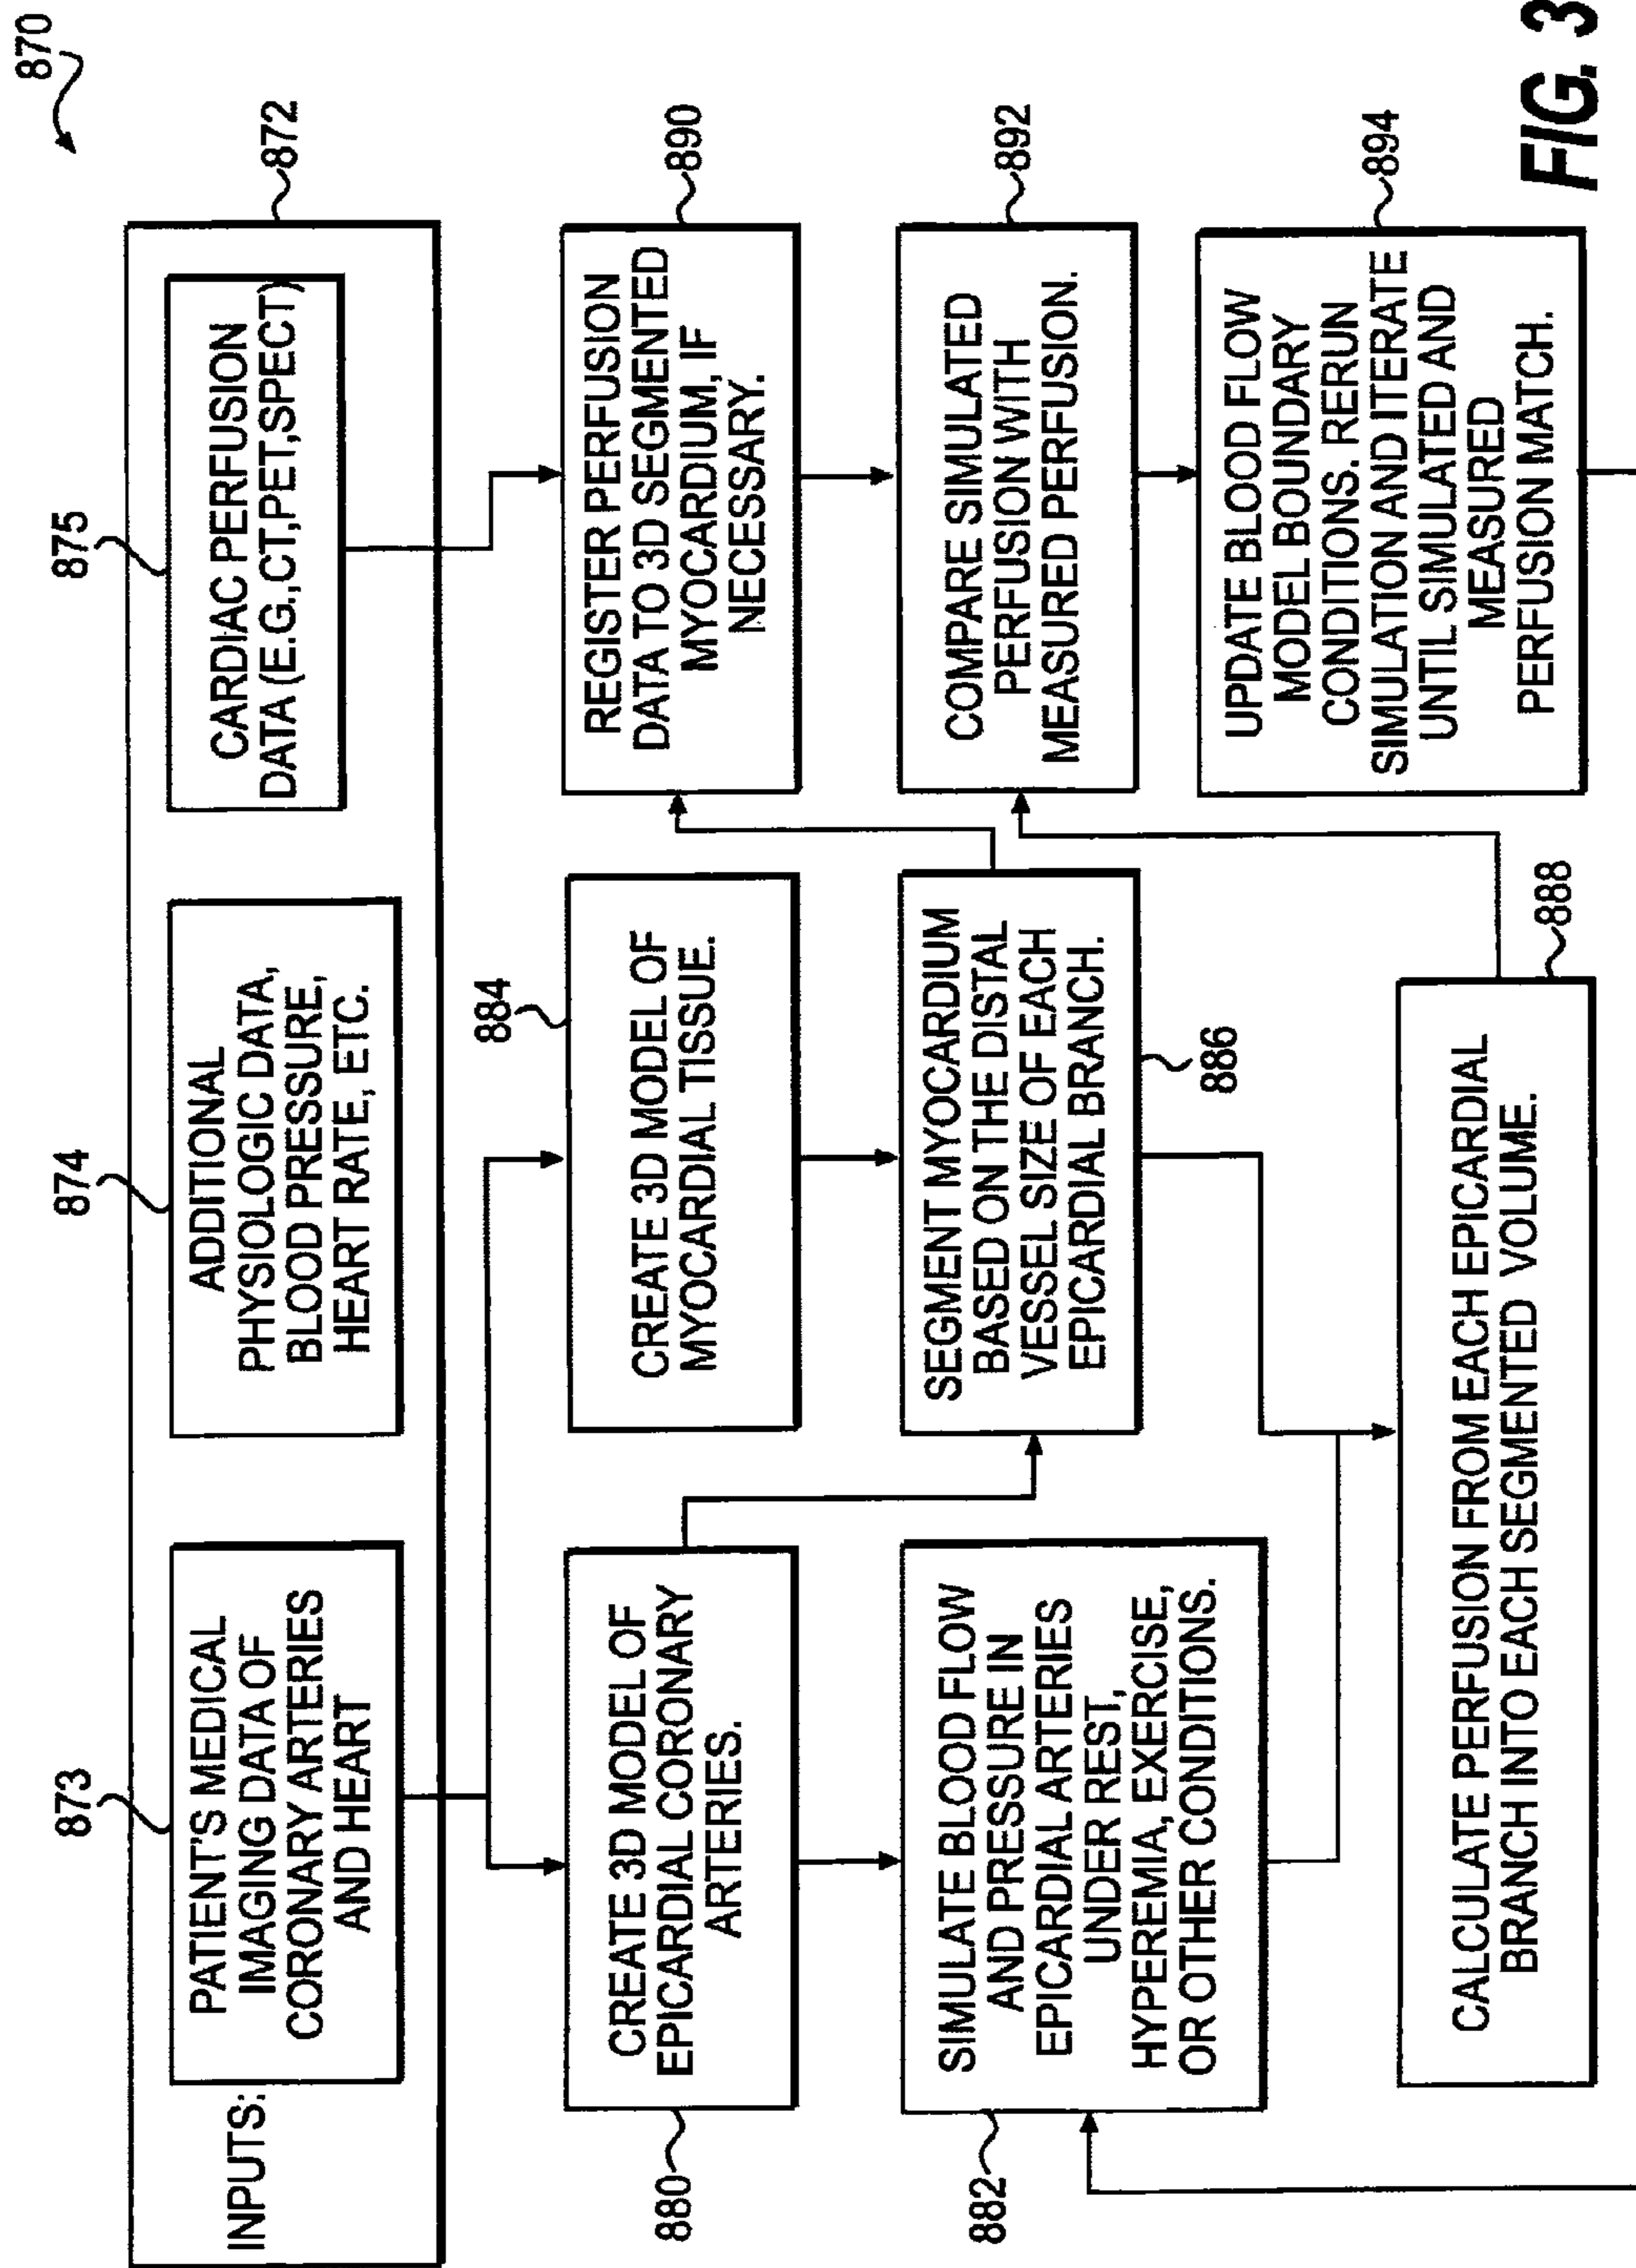 870
872
INPUTS:
873
PATIENT'S MEDICAL
IMAGING DATA OF
CORONARY ARTERIES
AND HEART
874
ADDITIONAL
PHYSIOLOGIC DATA,
BLOOD PRESSURE,
HEART RATE, ETC.
875
CARDIAC PERFUSION
DATA (E.G.,CT,PET,SPECT)
880
CREATE 3D MODEL OF
EPICARDIAL CORONARY
ARTERIES.
884
CREATE 3D MODEL OF
MYOCARDIAL TISSUE.
890
REGISTER PERFUSION
DATA TO 3D SEGMENTED
MYOCARDIUM, IF
NECESSARY.
882
SIMULATE BLOOD FLOW
AND PRESSURE IN
EPICARDIAL ARTERIES
UNDER REST,
HYPEREMIA, EXERCISE,
OR OTHER CONDITIONS.
886
SEGMENT MYOCARDIUM
BASED ON THE DISTAL
VESSEL SIZE OF EACH
EPICARDIAL BRANCH.
892
COMPARE SIMULATED
PERFUSION WITH
MEASURED PERFUSION.
888
CALCULATE PERFUSION FROM EACH EPICARDIAL
BRANCH INTO EACH SEGMENTED VOLUME.
894
UPDATE BLOOD FLOW
MODEL BOUNDARY
CONDITIONS. RERUN
SIMULATION AND ITERATE
UNTIL SIMULATED AND
MEASURED
PERFUSION MATCH.
FIG. 3